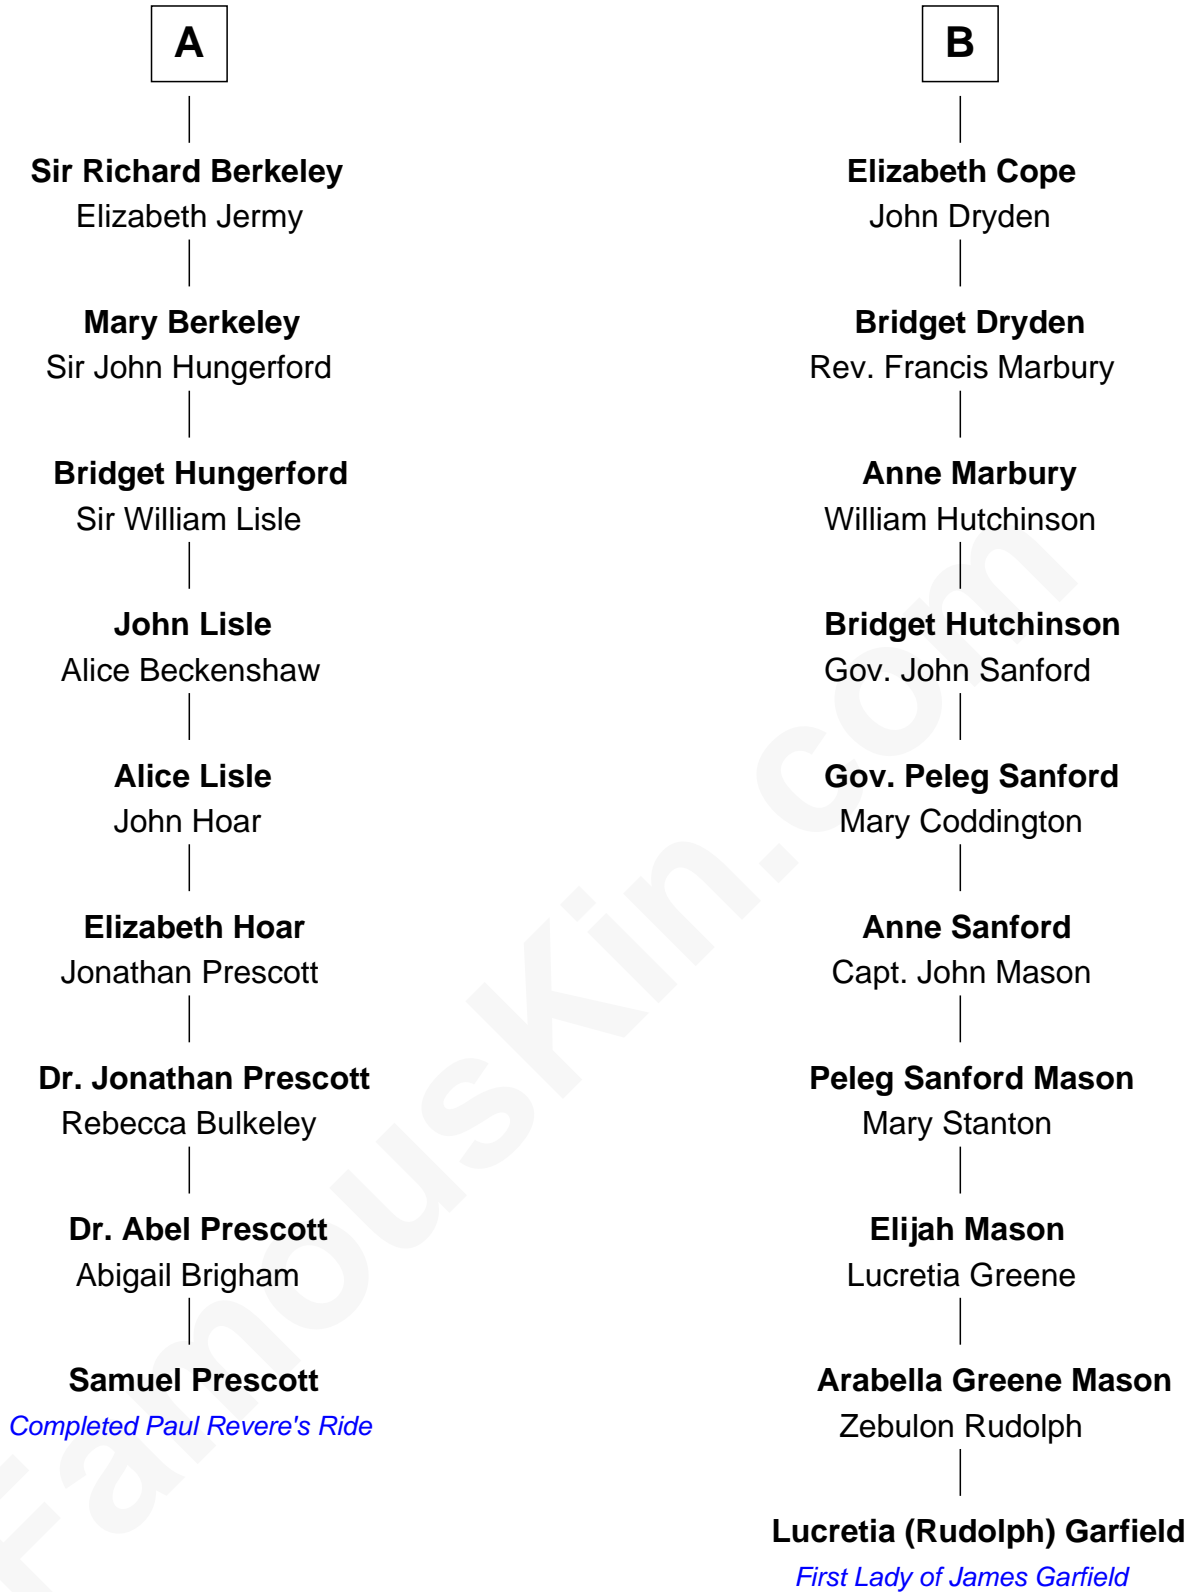 A
Sir Richard Berkeley
Elizabeth Jermy
Mary Berkeley
Sir John Hungerford
Bridget Hungerford
Sir William Lisle
John Lisle
Alice Beckenshaw
Alice Lisle
John Hoar
Elizabeth Hoar
Jonathan Prescott
Dr. Jonathan Prescott
Rebecca Bulkeley
Dr. Abel Prescott
Abigail Brigham
Samuel Prescott
Completed Paul Revere's Ride
B
Elizabeth Cope
John Dryden
Bridget Dryden
Rev. Francis Marbury
Anne Marbury
William Hutchinson
Bridget Hutchinson
Gov. John Sanford
Gov. Peleg Sanford
Mary Coddington
Anne Sanford
Capt. John Mason
Peleg Sanford Mason
Mary Stanton
Elijah Mason
Lucretia Greene
Arabella Greene Mason
Zebulon Rudolph
Lucretia (Rudolph) Garfield
First Lady of James Garfield
FamousKin.com